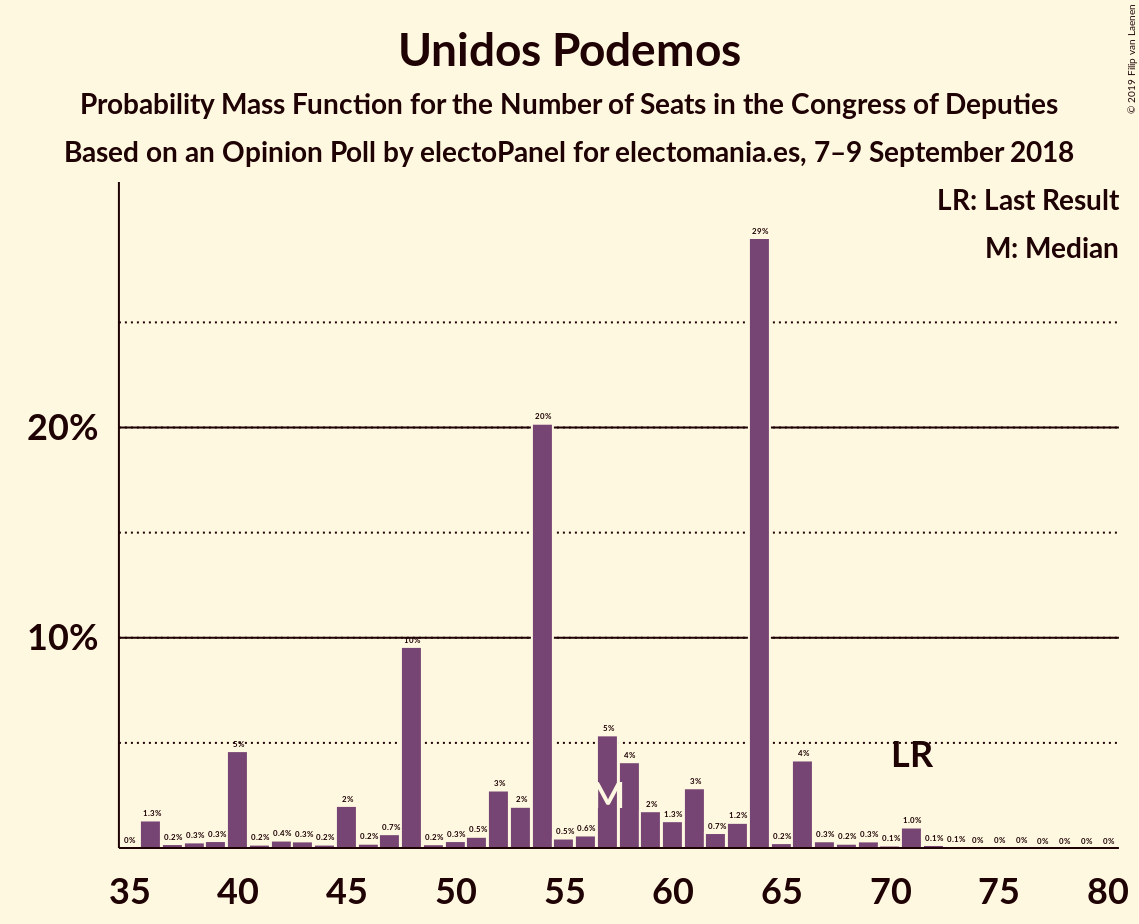 Unidos Podemos
Probability Mass Function for the Number of Seats in the Congress of Deputies
Based on an Opinion Poll by electoPanel for electomania.es, 7–9 September 2018
© 2019 Filip van Laenen
LR: Last Result
M: Median
20%
10%
0% 1.3% 0.2% 0.3% 0.3% 5% 0.2% 0.4% 0.3% 0.2% 2% 0.2% 0.7% 10% 0.2% 0.3% 0.5% 3% 2% 20% 0.5% 0.6% 5% 4% 2% 1.3% 3% 0.7% 1.2% 29% 0.2% 4% 0.3% 0.2% 0.3% 0.1% 1.0% 0.1% 0.1% 0% 0% 0% 0% 0% 0% 0%
M
LR
35 40 45 50 55 60 65 70 75 80